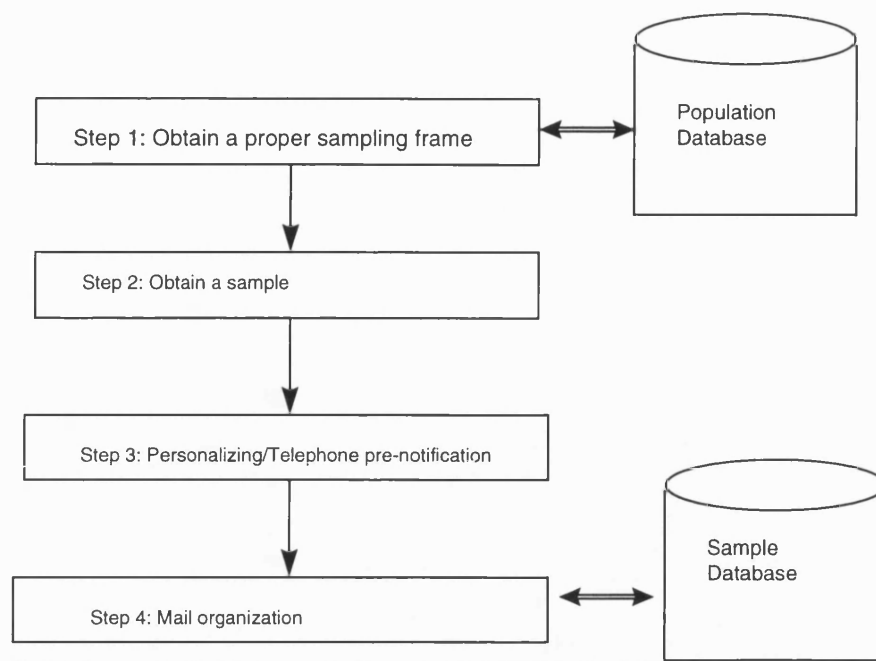 Step 1: Obtain a proper sampling frame
Population
Database
Step 2: Obtain a sample
Step 3: Personalizing/Telephone pre-notification
Sample
Database
Step 4: Mail organization